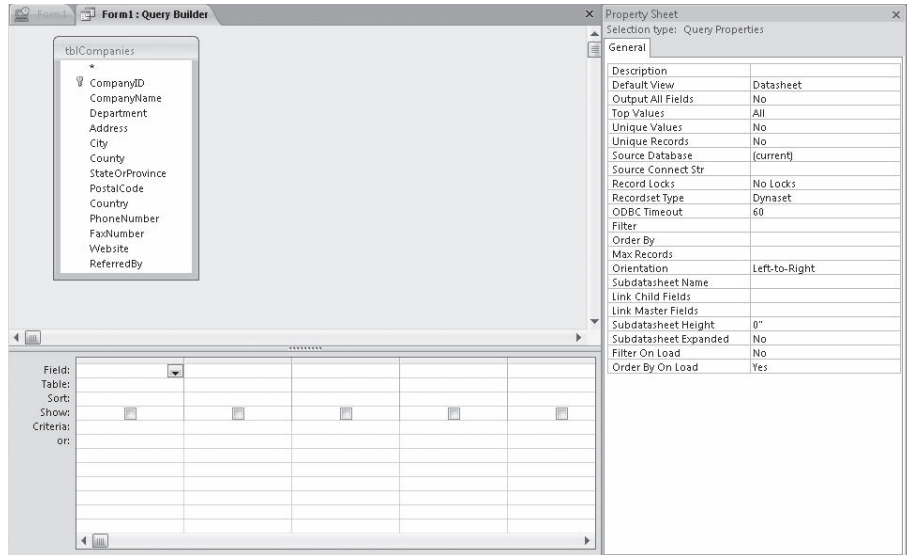 Form1
Form1 : Query Builder
tblCompanies
*
CompanyID
CompanyName
Department
Address
City
County
StateOrProvince
PostalCode
Country
PhoneNumber
FaxNumber
Website
ReferredBy
Field:
Table:
Sort:
Show:
Criteria:
or:
Property Sheet
Selection type: Query Properties
General
Description
Default View Datasheet
Output All Fields No
Top Values All
Unique Values No
Unique Records No
Source Database (current)
Source Connect Str
Record Locks No Locks
Recordset Type Dynaset
ODBC Timeout 60
Filter
Order By
Max Records
Orientation Left-to-Right
Subdatasheet Name
Link Child Fields
Link Master Fields
Subdatasheet Height 0"
Subdatasheet Expanded No
Filter On Load No
Order By On Load Yes